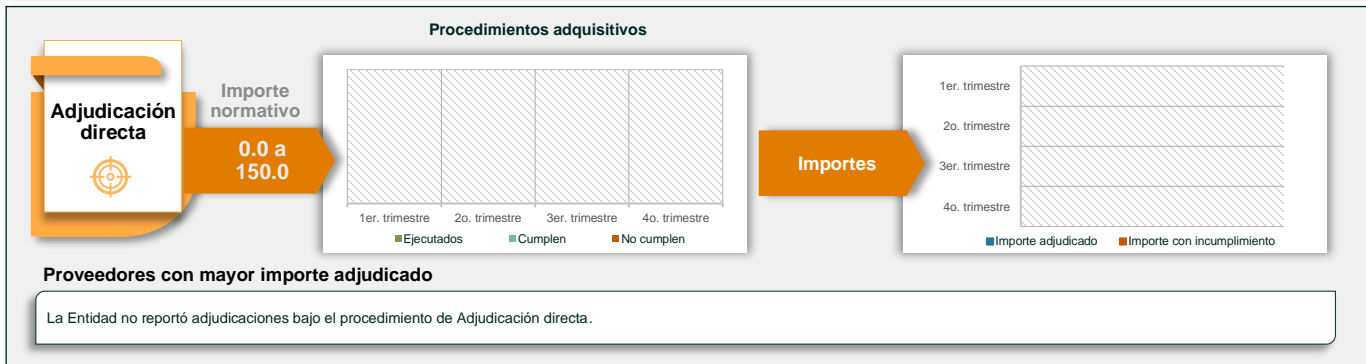 Procedimientos adquisitivos
Adjudicación
directa
Importe
normativo
0.0 a
150.0
1er. trimestre 2o. trimestre 3er. trimestre 4o. trimestre
Ejecutados Cumplen No cumplen
Importes
1er. trimestre
2o. trimestre
3er. trimestre
4o. trimestre
Importe adjudicado Importe con incumplimiento
Proveedores con mayor importe adjudicado
La Entidad no reportó adjudicaciones bajo el procedimiento de Adjudicación directa.